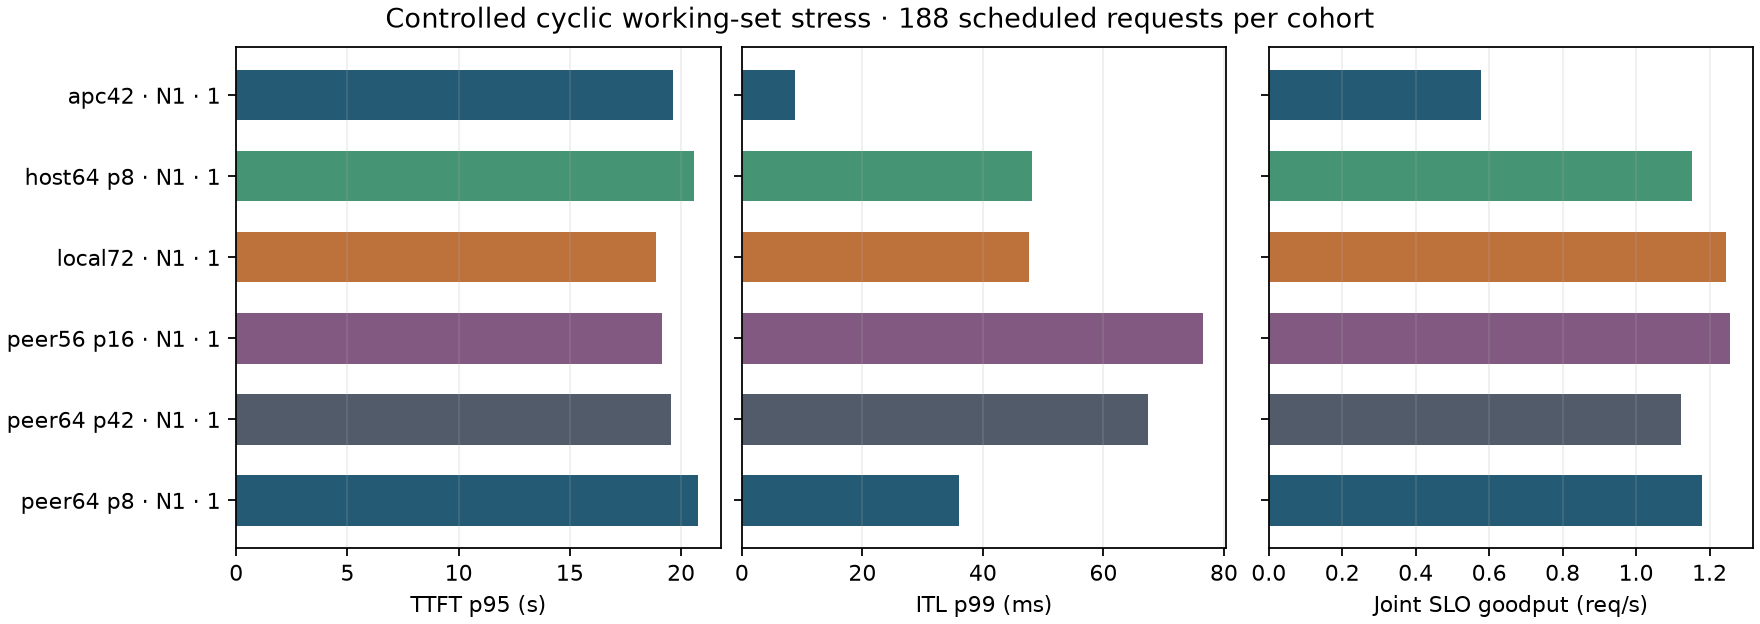 Controlled cyclic working-set stress · 188 scheduled requests per cohort
apc42 · N1 · 1
host64 p8 · N1 · 1
local72 · N1 · 1
peer56 p16 · N1 · 1
peer64 p42 · N1 · 1
peer64 p8 · N1 · 1
0 5 10 15 20
TTFT p95 (s)
0 20 40 60 80
ITL p99 (ms)
0.0 0.2 0.4 0.6 0.8 1.0 1.2
Joint SLO goodput (req/s)